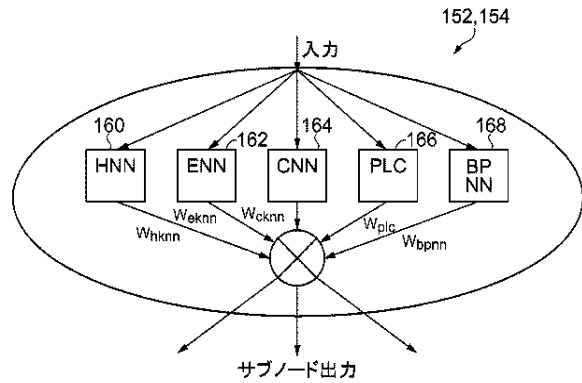 152,154
入力
160
162
164
166
168
HNN
ENN
CNN
PLC
BP
NN
Whknn
Weknn
Wcknn
Wplc
Wbpnn
サブノード出力